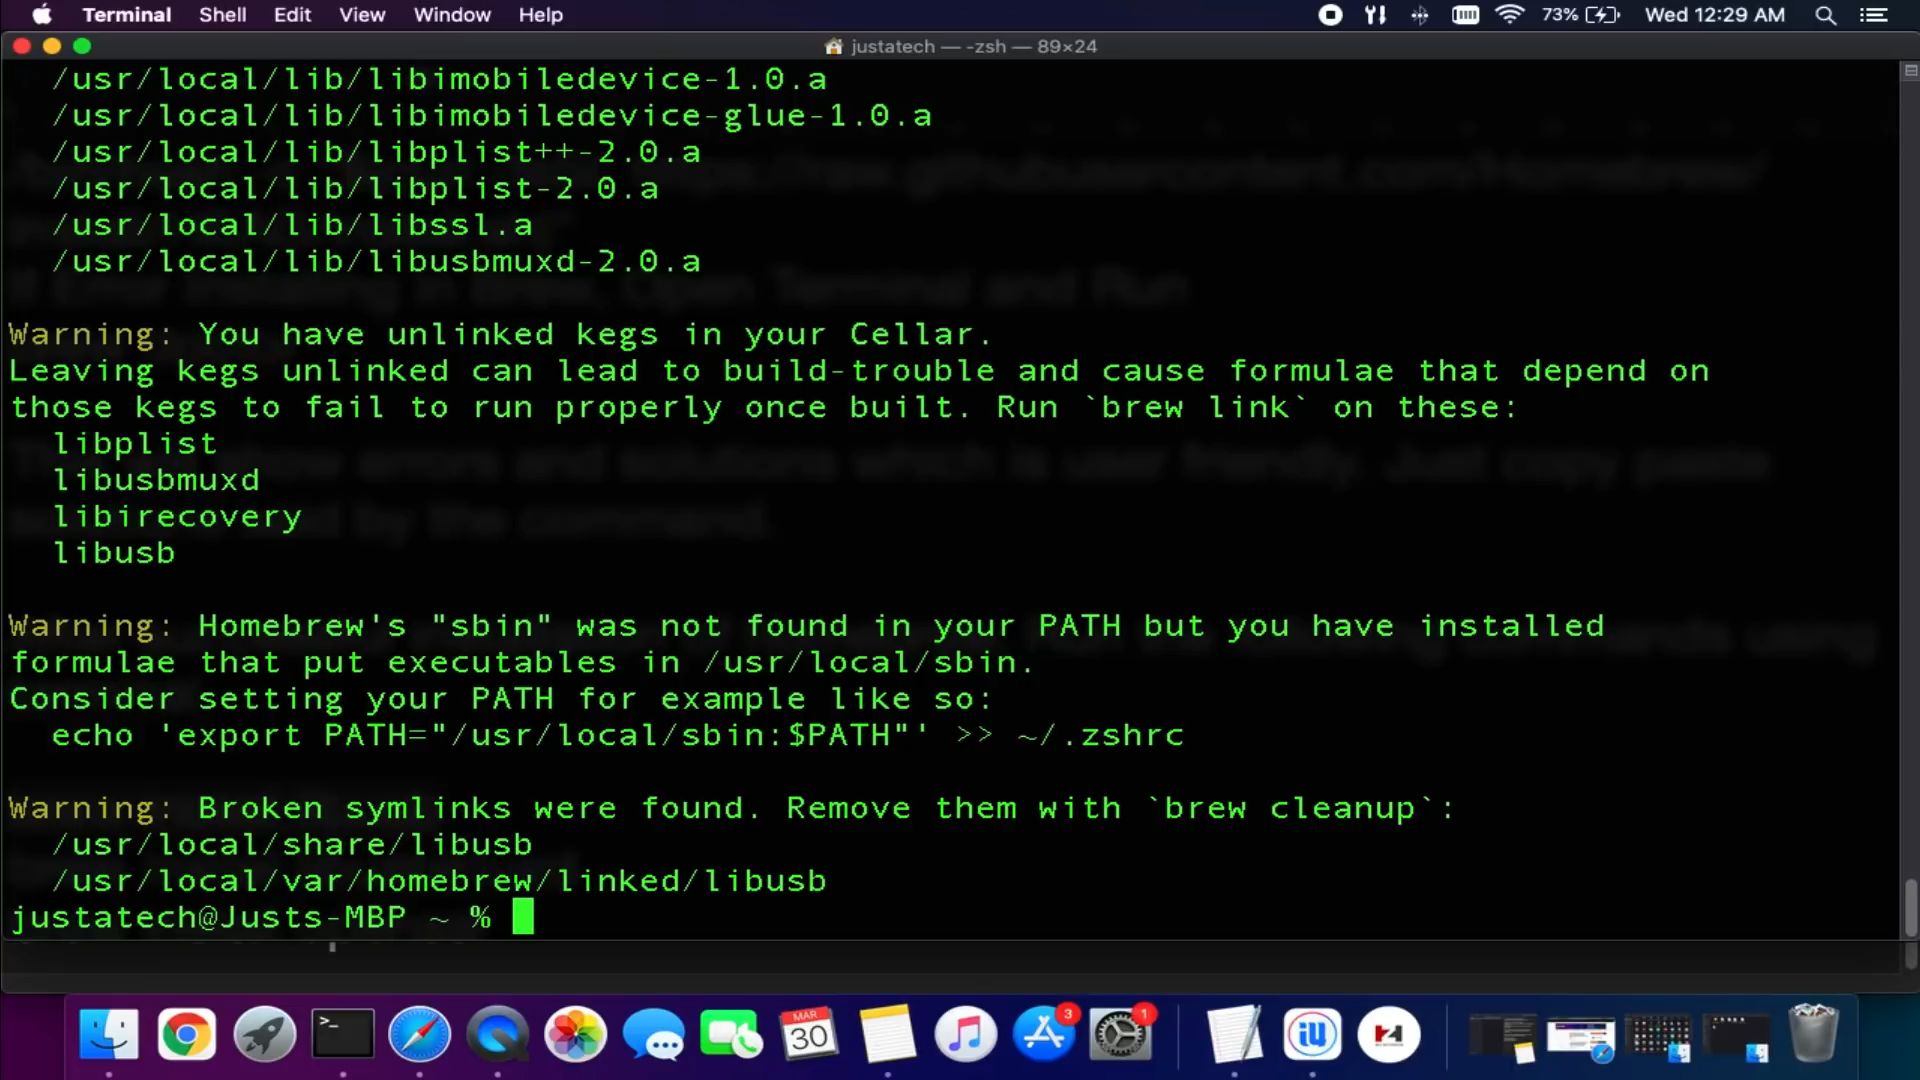 Terminal Shell Edit View Window Help 73% Wed 12:29 AM
justatech — -zsh — 89×24
/usr/local/lib/libimobiledevice-1.0.a
/usr/local/lib/libimobiledevice-glue-1.0.a
/usr/local/lib/libplist++-2.0.a
/usr/local/lib/libplist-2.0.a
/usr/local/lib/libssl.a
/usr/local/lib/libusbmuxd-2.0.a
Warning: You have unlinked kegs in your Cellar.
Leaving kegs unlinked can lead to build-trouble and cause formulae that depend on
those kegs to fail to run properly once built. Run `brew link` on these:
libplist
libusbmuxd
libirecovery
libusb
Warning: Homebrew's "sbin" was not found in your PATH but you have installed
formulae that put executables in /usr/local/sbin.
Consider setting your PATH for example like so:
echo 'export PATH="/usr/local/sbin:$PATH"' >> ~/.zshrc
Warning: Broken symlinks were found. Remove them with `brew cleanup`:
/usr/local/share/libusb
/usr/local/var/homebrew/linked/libusb
justatech@Justs-MBP ~ %
>_ MAR 30 3 1 iU